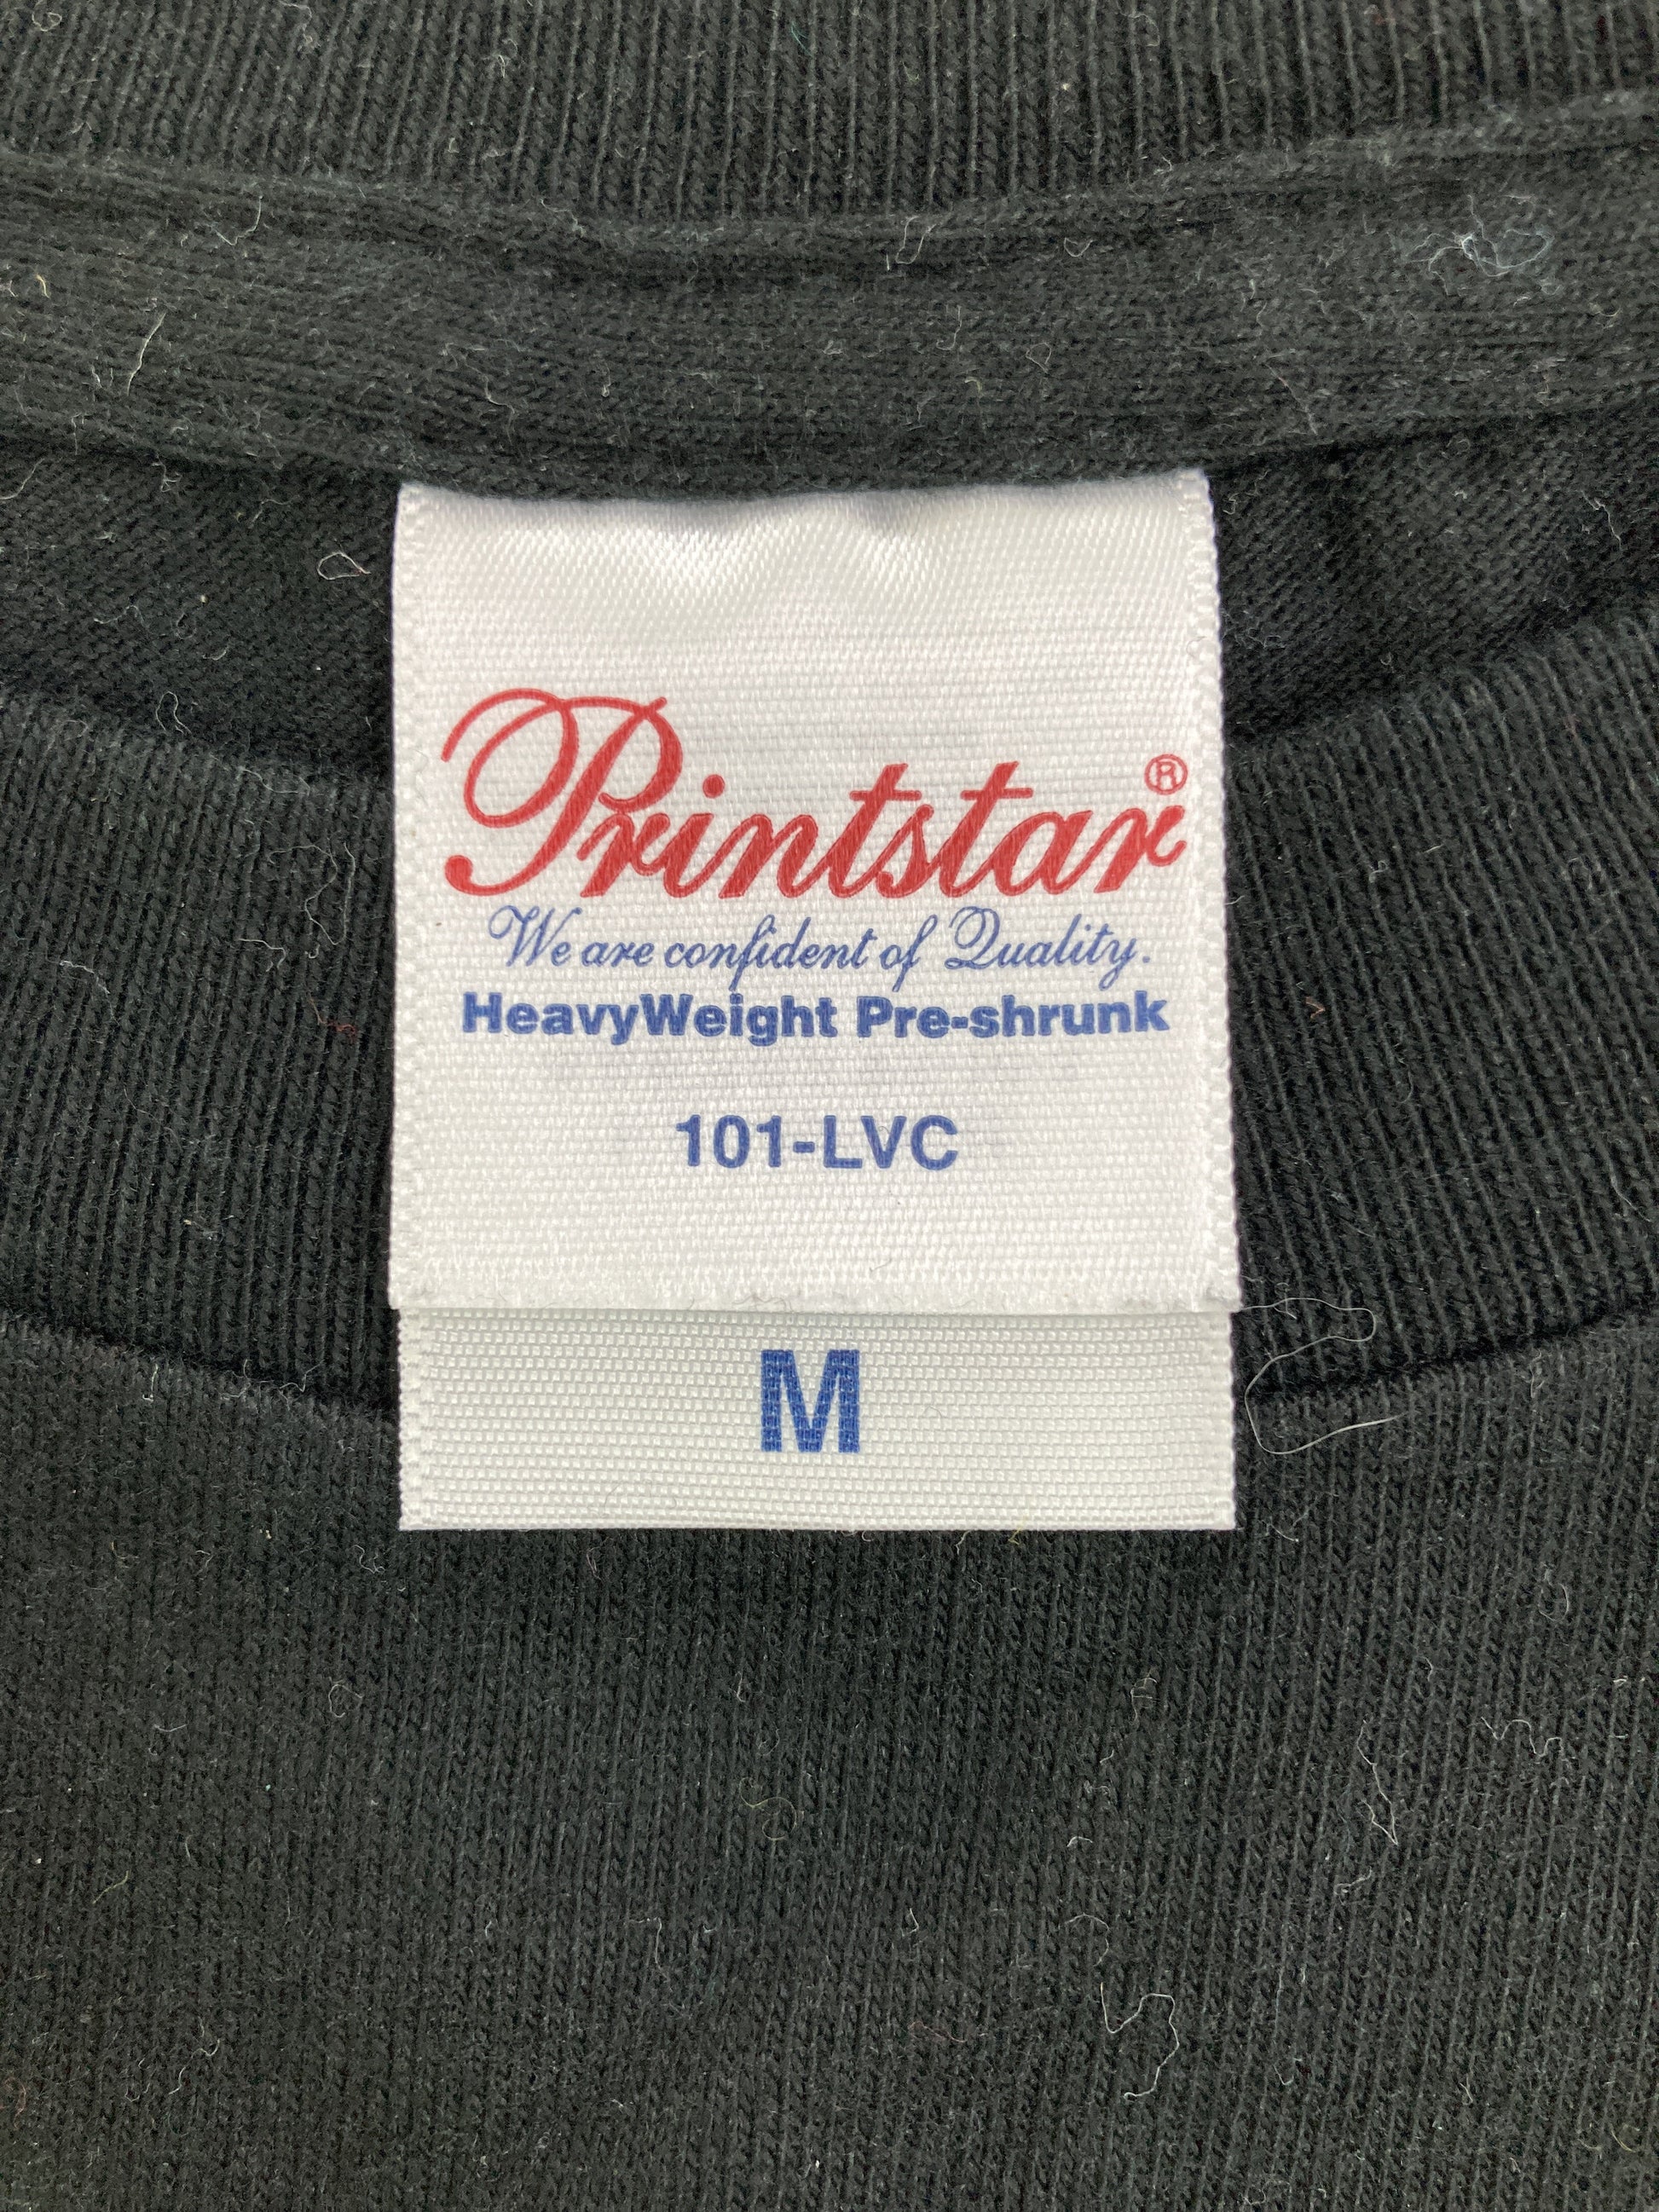 Printstar®
We are confident of Quality.
HeavyWeight Pre-shrunk
101-LVC
M